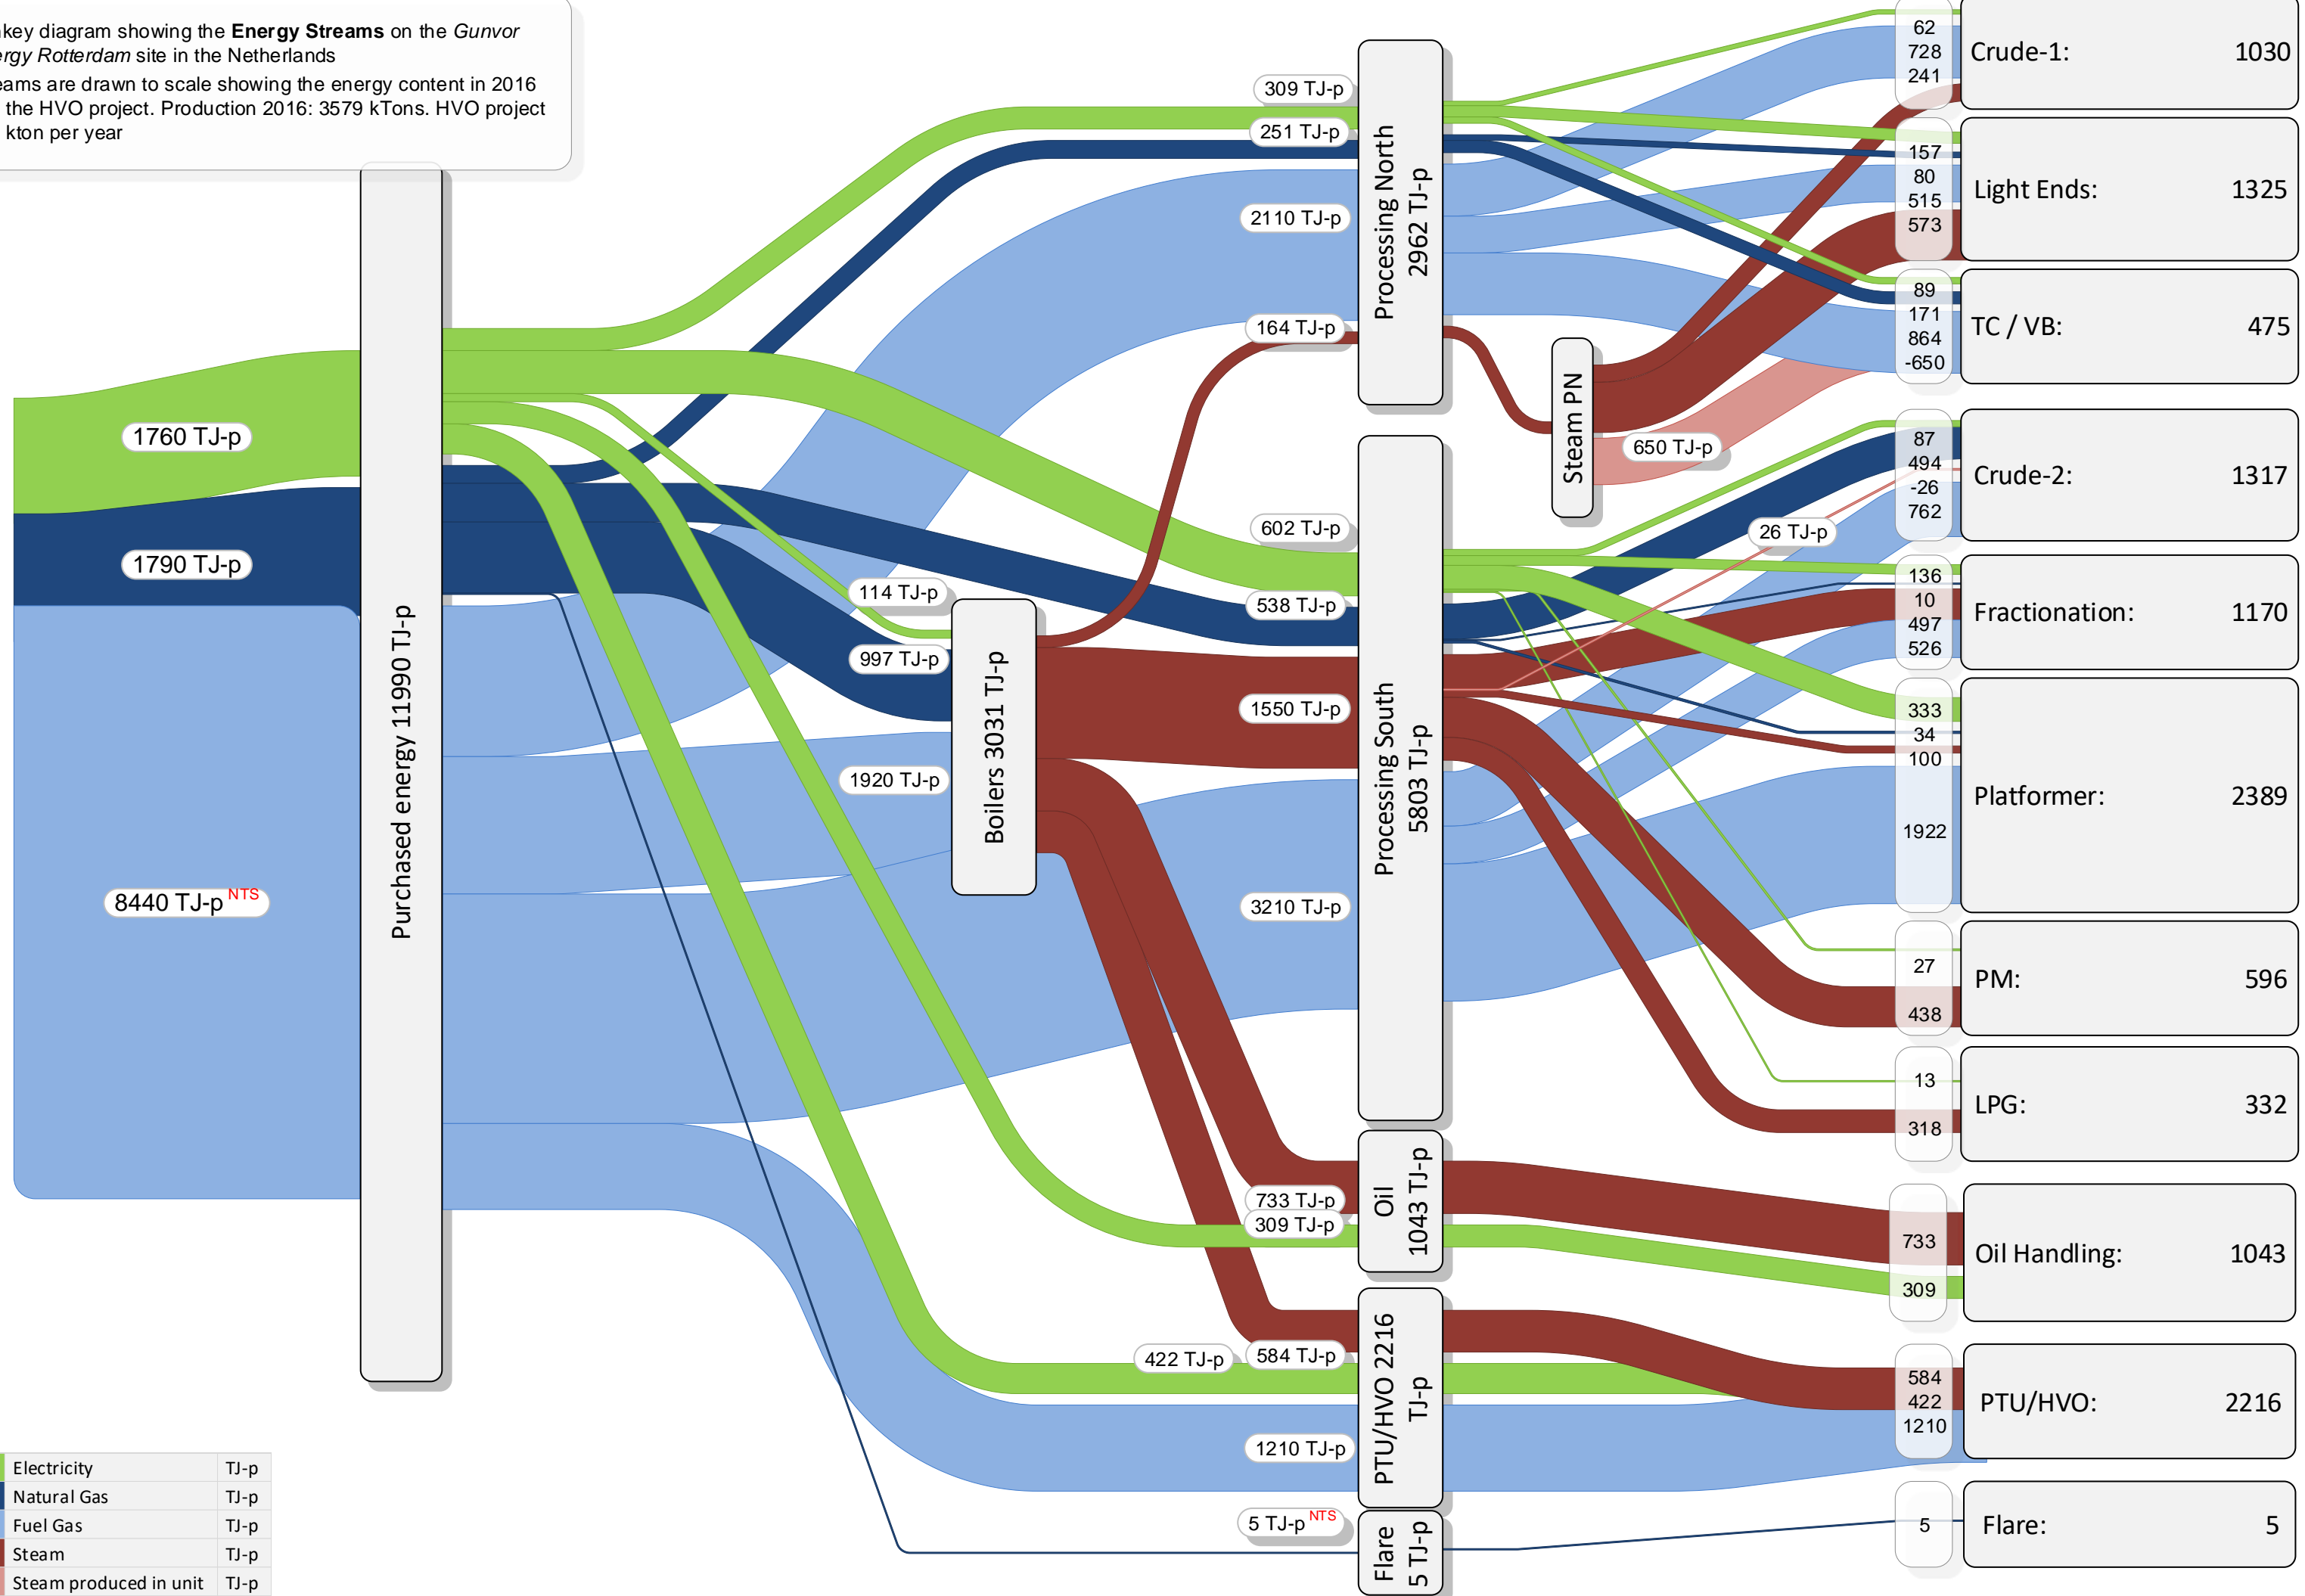 key diagram showing the Energy Streams on the Gunvor
ergy Rotterdam site in the Netherlands
eams are drawn to scale showing the energy content in 2016
the HVO project. Production 2016: 3579 kTons. HVO project
kton per year
1760 TJ-p
1790 TJ-p
8440 TJ-p NTS
Purchased energy 11990 TJ-p
114 TJ-p
997 TJ-p
1920 TJ-p
Boilers 3031 TJ-p
309 TJ-p
251 TJ-p
2110 TJ-p
164 TJ-p
Processing North
2962 TJ-p
602 TJ-p
538 TJ-p
1550 TJ-p
3210 TJ-p
Processing South
5803 TJ-p
733 TJ-p
309 TJ-p
Oil
1043 TJ-p
422 TJ-p
584 TJ-p
1210 TJ-p
PTU/HVO 2216
TJ-p
5 TJ-p NTS
Flare
5 TJ-p
Steam PN
650 TJ-p
26 TJ-p
62
728
241
Crude-1: 1030
157
80
515
573
Light Ends: 1325
89
171
864
-650
TC / VB: 475
87
494
-26
762
Crude-2: 1317
136
10
497
526
Fractionation: 1170
333
34
100
1922
Platformer: 2389
27
438
PM: 596
13
318
LPG: 332
733
309
Oil Handling: 1043
584
422
1210
PTU/HVO: 2216
5
Flare: 5
Electricity TJ-p
Natural Gas TJ-p
Fuel Gas TJ-p
Steam TJ-p
Steam produced in unit TJ-p